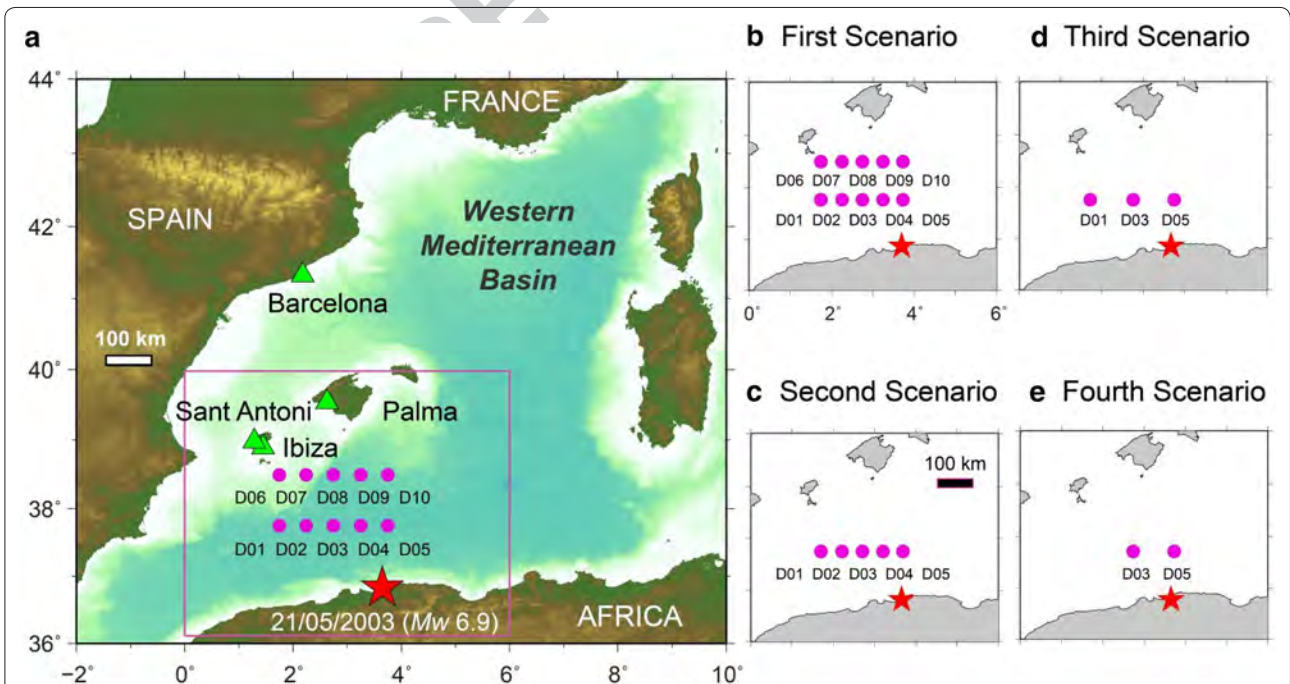 a
44°
42°
40°
38°
36°
−2°
0°
2°
4°
6°
8°
10°
FRANCE
SPAIN
Western
Mediterranean
Basin
Barcelona
100 km
Sant Antoni
Palma
Ibiza
D06 D07 D08 D09 D10
D01 D02 D03 D04 D05
21/05/2003 (Mw 6.9)
AFRICA
b First Scenario
D06 D07 D08 D09 D10
D01 D02 D03 D04 D05
0° 2° 4° 6°
d Third Scenario
D01 D03 D05
c Second Scenario
100 km
D01 D02 D03 D04 D05
e Fourth Scenario
D03 D05